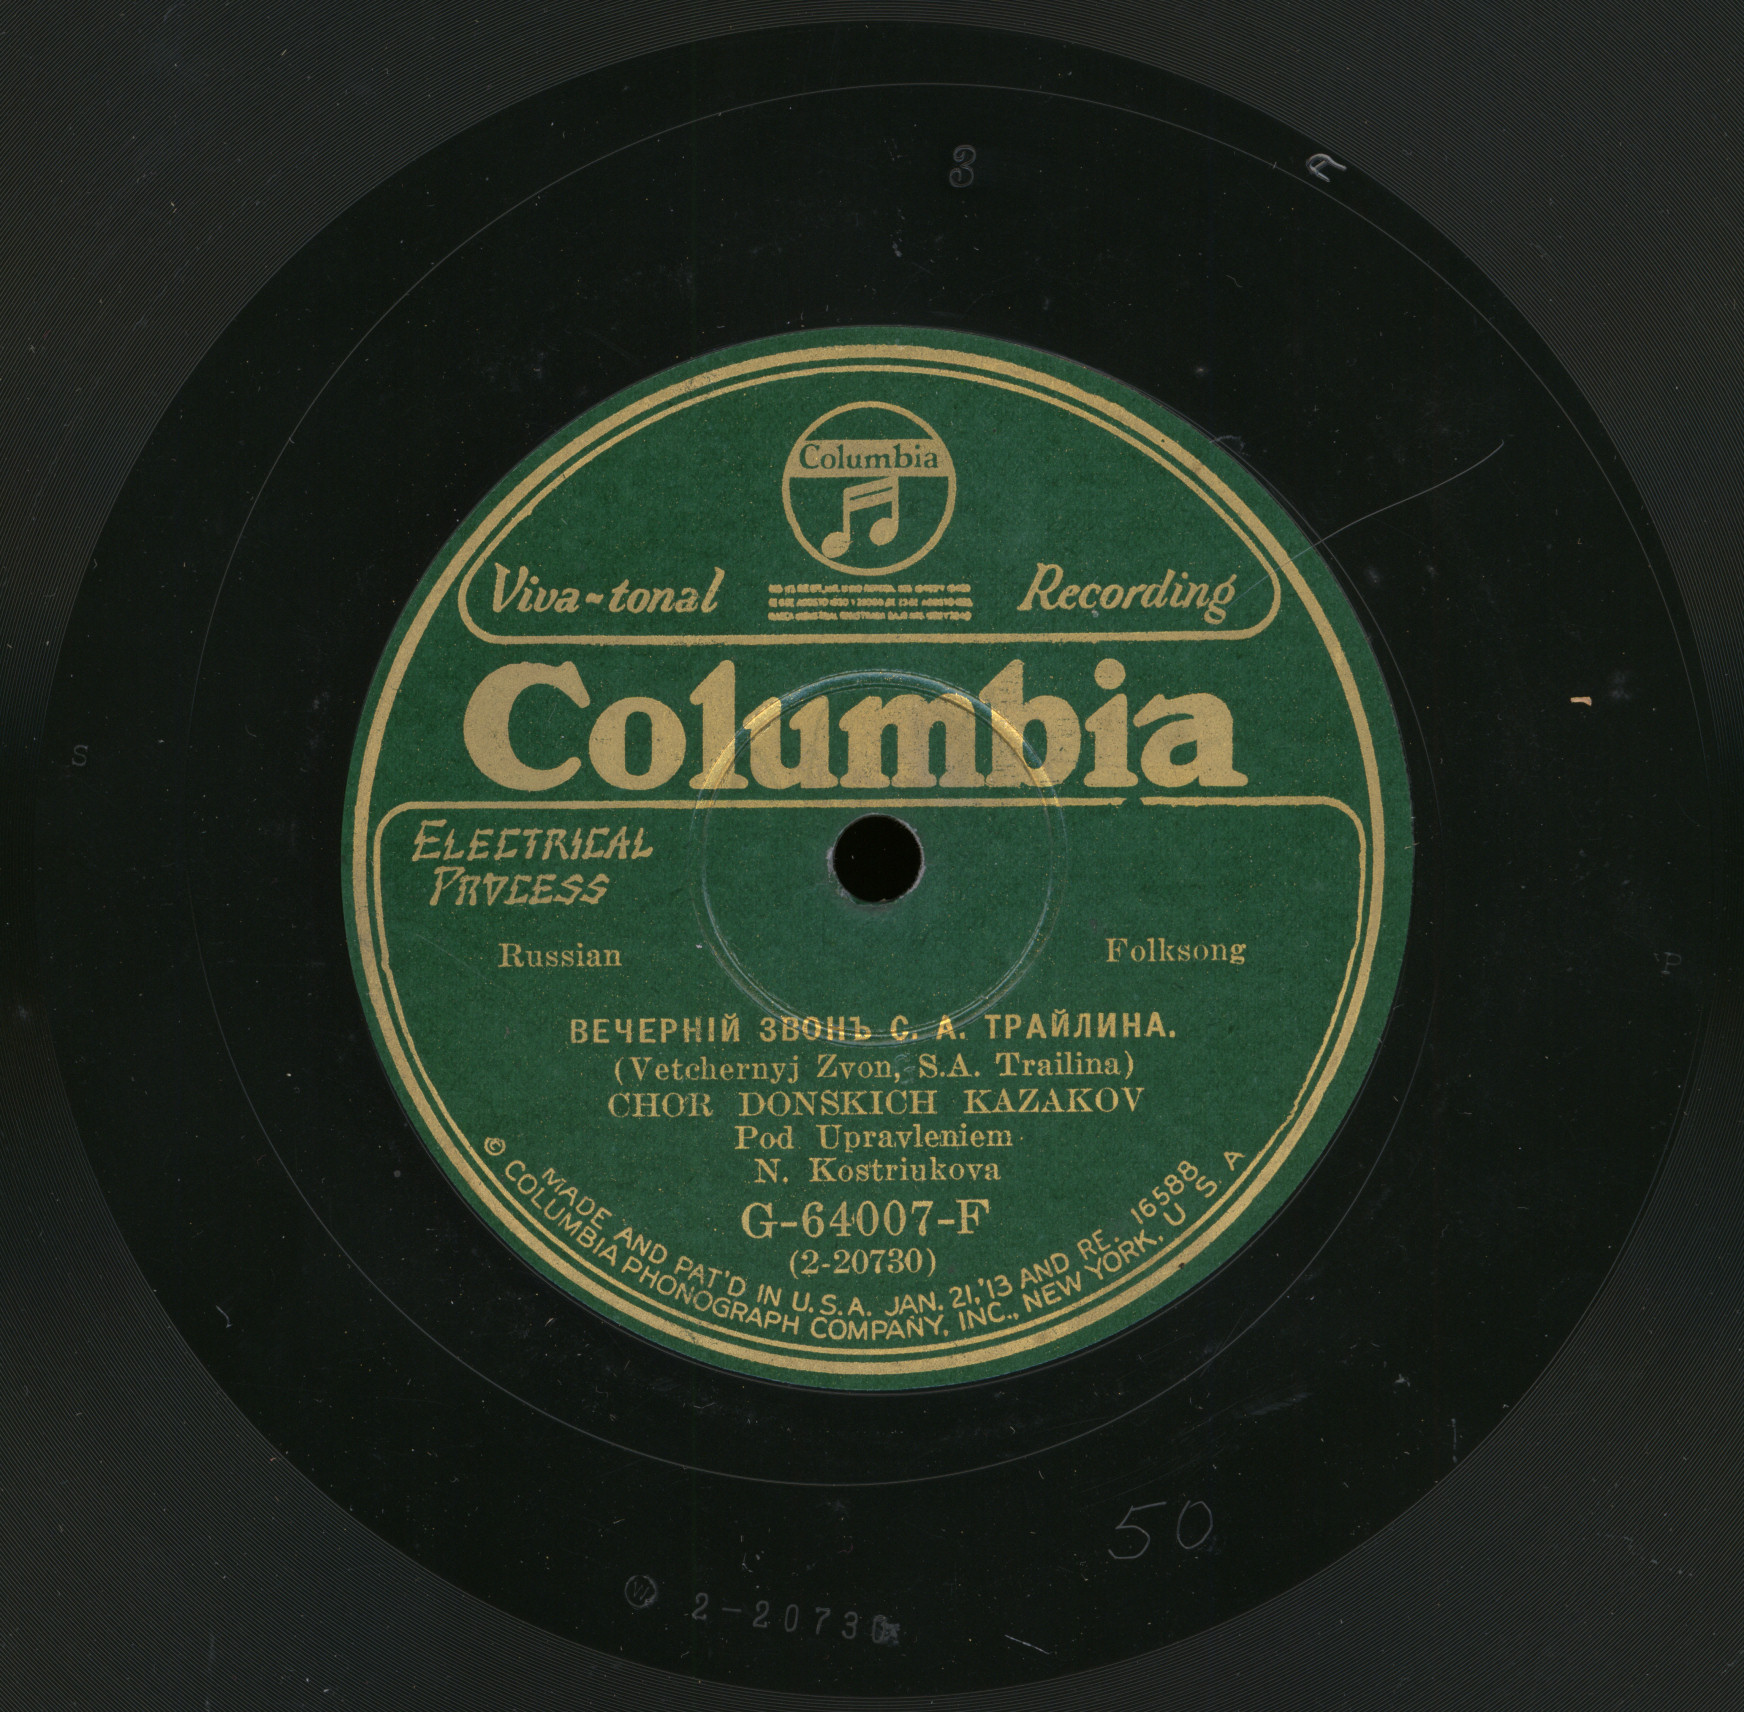 3
A
Columbia
Viva-tonal Recording
Columbia
ELECTRICAL
PROCESS
S
P
Russian Folksong
ВЕЧЕРНІЙ ЗВОНЪ С. А. ТРАЙЛИНА.
(Vetchernyj Zvon, S.A. Trailina)
CHOR DONSKICH KAZAKOV
Pod Upravleniem
N. Kostriukova
G-64007-F
(2-20730)
MADE AND PAT'D IN U.S.A. JAN. 21,'13 AND RE. 16588
© COLUMBIA PHONOGRAPH COMPANY, INC., NEW YORK, U. S. A
50
W 2-20730